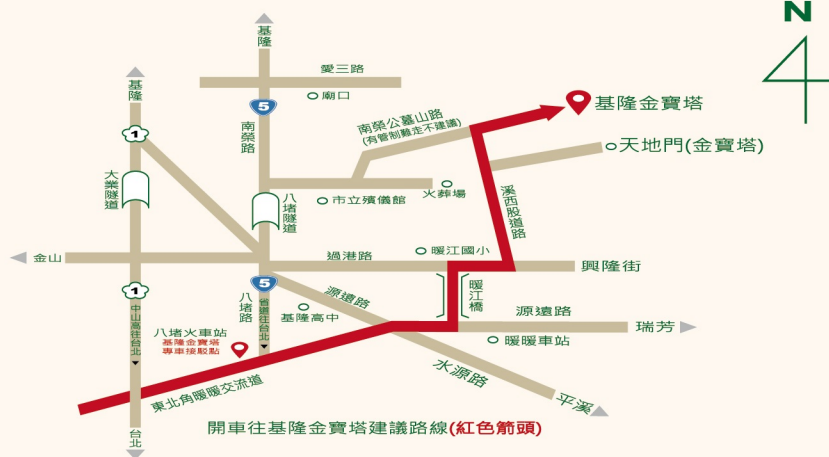 N
基隆
愛三路
廟口
5
基隆
1
南榮路
南榮公墓山路
(有管制難走不建議)
基隆金寶塔
天地門(金寶塔)
大業隧道
八堵隧道
市立殯儀館
火葬場
溪西股道路
金山
過港路
暖江國小
興隆街
1
5
源遠路
暖江橋
中山高往台北
八堵路
省道往台北
基隆高中
源遠路
瑞芳
八堵火車站
基隆金寶塔
專車接駁點
暖暖車站
水源路
東北角暖暖交流道
平溪
台北
開車往基隆金寶塔建議路線(紅色箭頭)